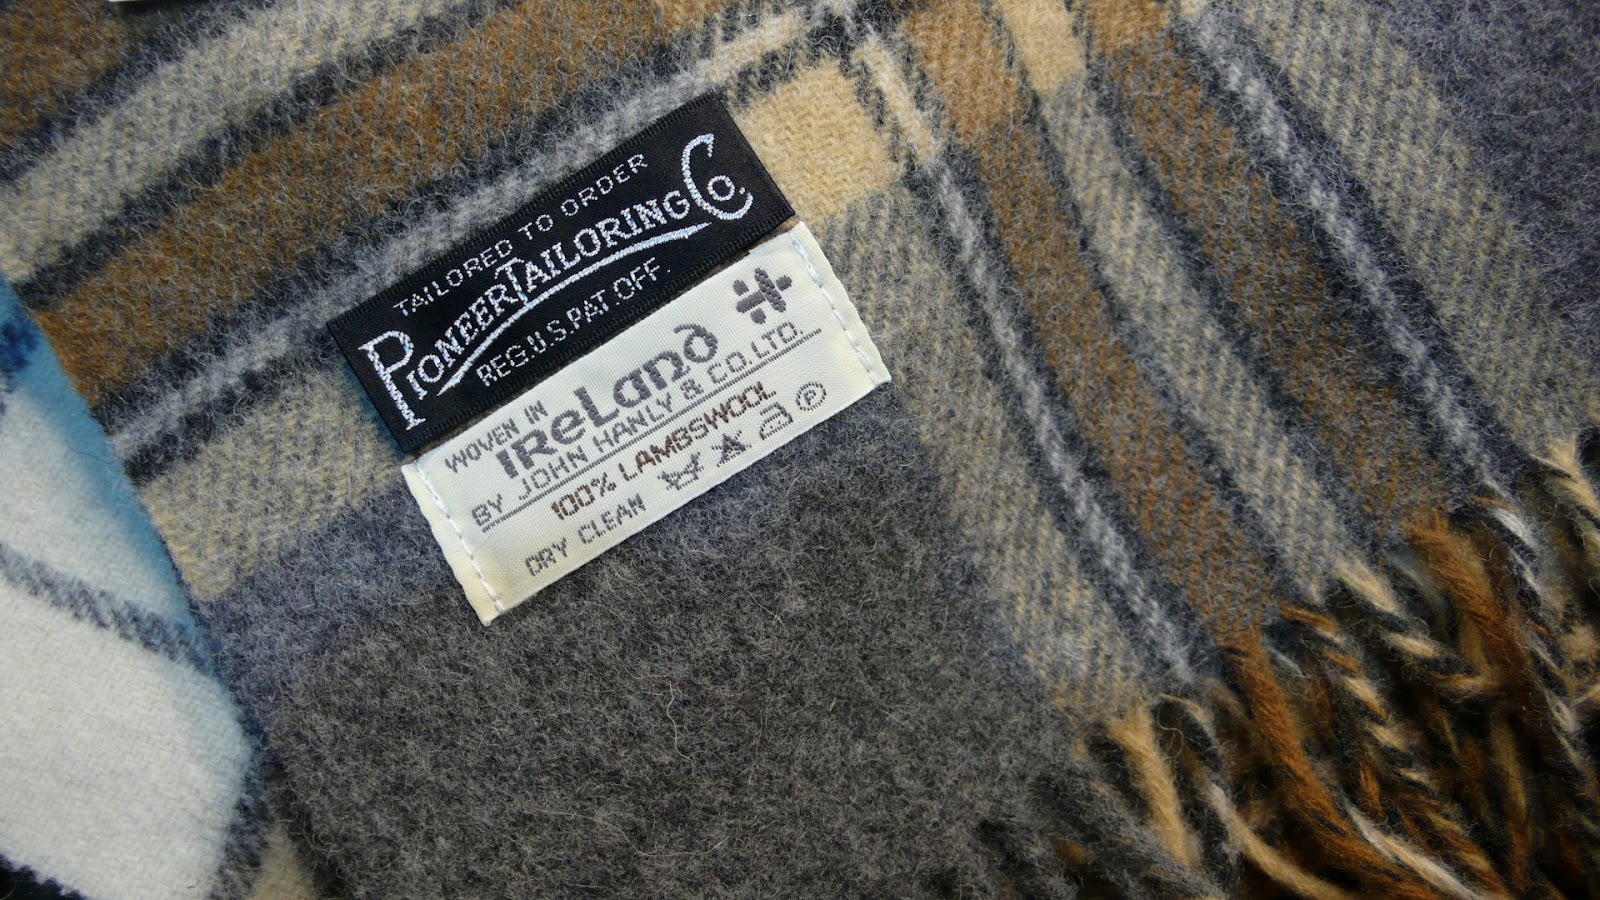 TAILORED TO ORDER
PIONEER TAILORING CO.
REG. U.S. PAT. OFF.
WOVEN IN
IRELAND
BY JOHN HANLY & CO. LTD.
100% LAMBSWOOL
DRY CLEAN P